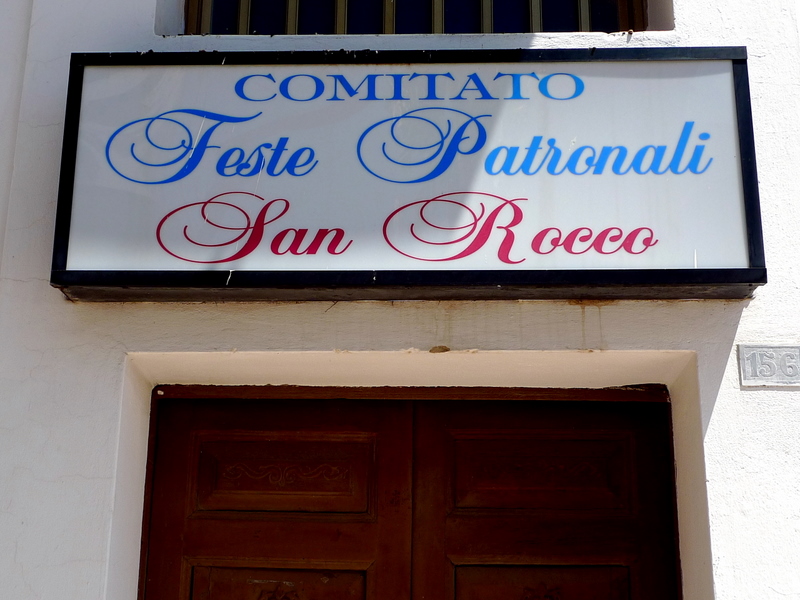 COMITATO
Feste Patronali
San Rocco
156